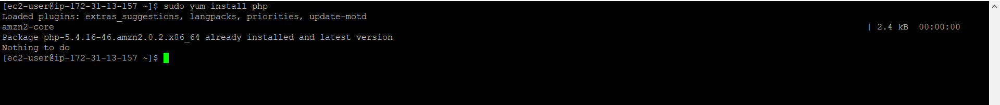 [ec2-user@ip-172-31-13-157 ~]$ sudo yum install php
Loaded plugins: extras_suggestions, langpacks, priorities, update-motd
amzn2-core | 2.4 kB 00:00:00
Package php-5.4.16-46.amzn2.0.2.x86_64 already installed and latest version
Nothing to do
[ec2-user@ip-172-31-13-157 ~]$